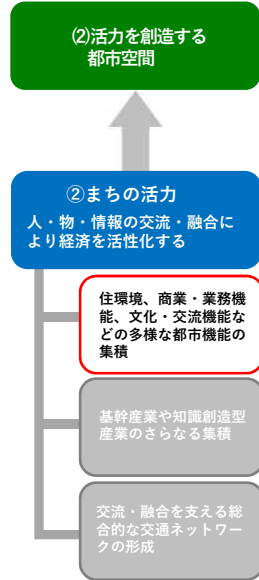 ⑵活力を創造する
都市空間
②まちの活力
人・物・情報の交流・融合に
より経済を活性化する
住環境、商業・業務機
能、文化・交流機能な
どの多様な都市機能の
集積
基幹産業や知識創造型
産業のさらなる集積
交流・融合を支える総
合的な交通ネットワー
クの形成